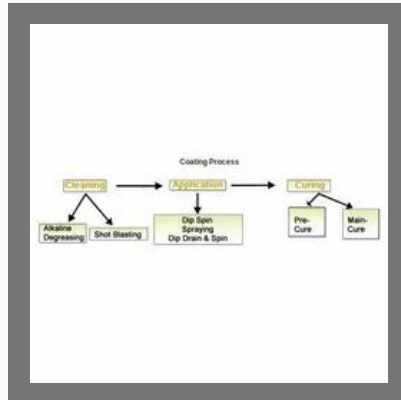 Coating Process
Cleaning
Application
Curing
Alkaline
Degreasing
Shot Blasting
Dip Spin
Spraying
Dip Drain & Spin
Pre-
Cure
Main-
Cure